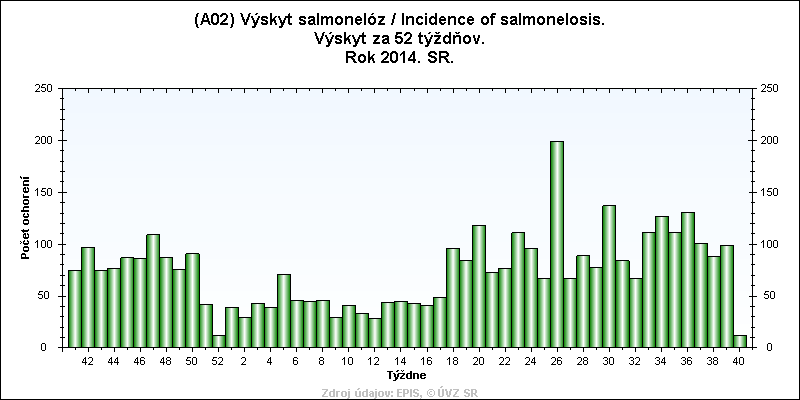 (A02) Výskyt salmonelóz / Incidence of salmonelosis.
Výskyt za 52 týždňov.
Rok 2014. SR.
250 250
200 200
150 150
100 100
50 50
0 0
Počet ochorení
42 44 46 48 50 52 2 4 6 8 10 12 14 16 18 20 22 24 26 28 30 32 34 36 38 40
Týždne
Zdroj údajov: EPIS, © ÚVZ SR